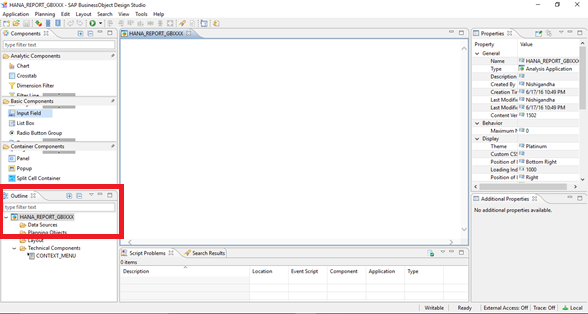 HANA_REPORT_GBIXXX - SAP BusinessObject Design Studio
Application Planning Edit Layout Search View Tools Help
Components
type filter text
Analytic Components
Chart
Crosstab
Dimension Filter
Filter Line
Basic Components
Input Field
List Box
Radio Button Group
Container Components
Panel
Popup
Split Cell Container
Outline
type filter text
HANA_REPORT_GBIXXX
Data Sources
Planning Objects
Layout
Technical Components
CONTEXT_MENU
HANA_REPORT_GBIXXX
Script Problems Search Results
0 items
Description Location Event Script Component Application Type
Properties
Property Value
General
Name HANA_REPORT_GBIXXX
Type Analysis Application
Description
Created By Nishigandha
Creation Tim 6/17/16 10:49 PM
Last Modifie Nishigandha
Last Modifie 6/17/16 10:49 PM
Content Ver 1502
Behavior
Maximum N 0
Display
Theme Platinum
Custom CSS
Position of Bottom Right
Loading Ind 1000
Position of Right
Additional Properties
No additional properties available.
Writable Ready External Access: Off Trace: Off Local